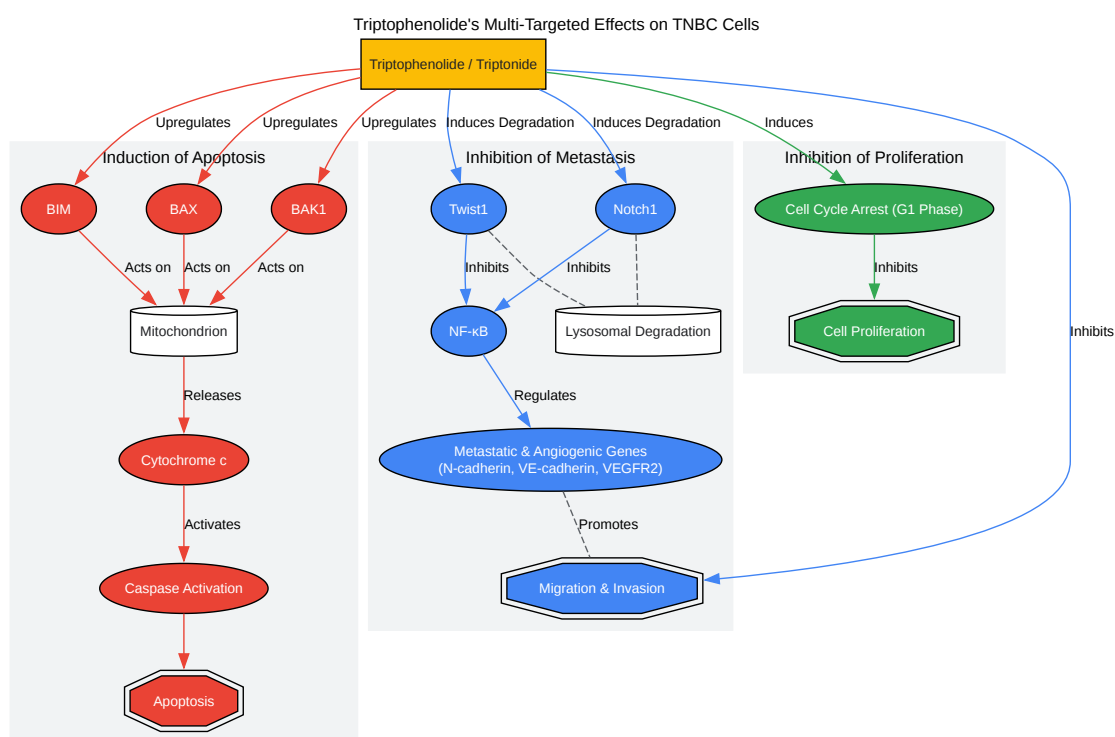 Triptophenolide's Multi-Targeted Effects on TNBC Cells
Triptophenolide / Triptonide
Upregulates
Upregulates
Upregulates
Induces Degradation
Induces Degradation
Induces
Induction of Apoptosis
Inhibition of Metastasis
Inhibition of Proliferation
BIM
BAX
BAK1
Twist1
Notch1
Cell Cycle Arrest (G1 Phase)
Acts on
Acts on
Acts on
Inhibits
Inhibits
Inhibits
Mitochondrion
NF-κB
Lysosomal Degradation
Cell Proliferation
Inhibits
Releases
Regulates
Cytochrome c
Metastatic & Angiogenic Genes
(N-cadherin, VE-cadherin, VEGFR2)
Activates
Promotes
Caspase Activation
Migration & Invasion
Apoptosis